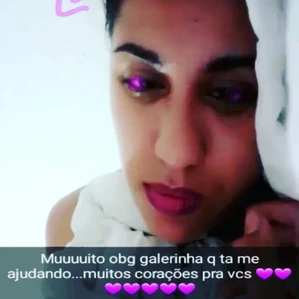 Muuuuito obg galerinha q ta me
ajudando...muitos corações pra vcs 💜💜
💜💜💜💜💜